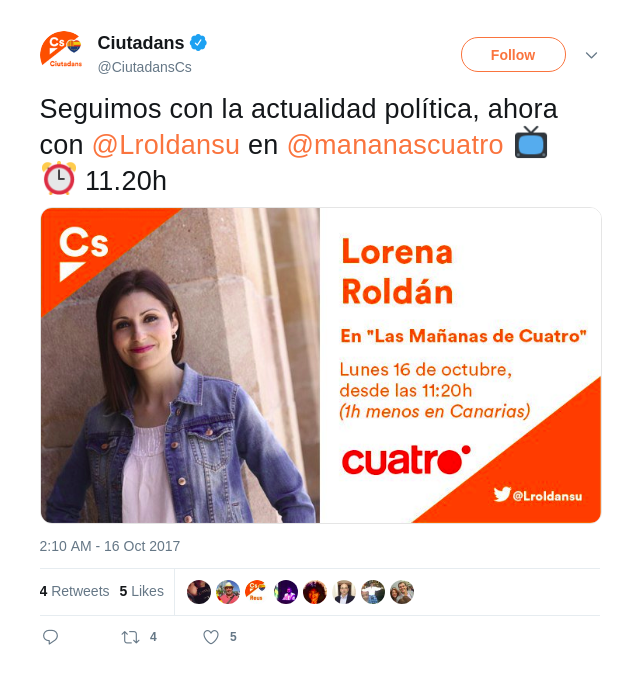 Cs
Ciutadans
Ciutadans
@CiutadansCs
Follow
Seguimos con la actualidad política, ahora
con @Lroldansu en @mananascuatro
11.20h
Cs
Lorena
Roldán
En "Las Mañanas de Cuatro"
Lunes 16 de octubre,
desde las 11:20h
(1h menos en Canarias)
cuatro
@Lroldansu
2:10 AM - 16 Oct 2017
4 Retweets 5 Likes
Cs
Reus
4
5